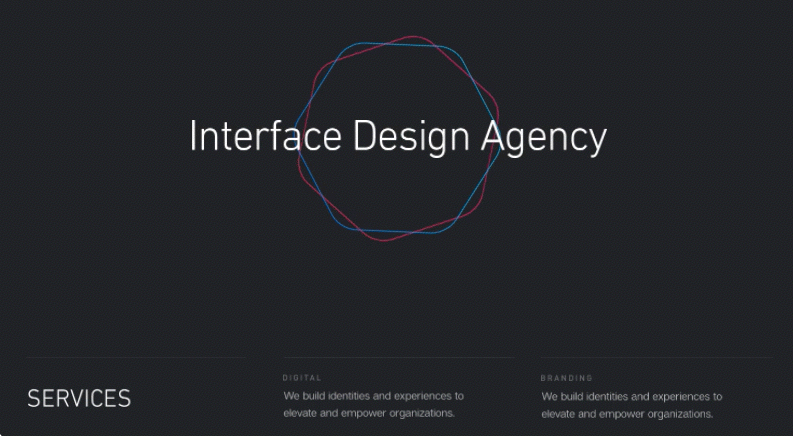 Interface Design Agency
SERVICES
DIGITAL
We build identities and experiences to
elevate and empower organizations.
BRANDING
We build identities and experiences to
elevate and empower organizations.